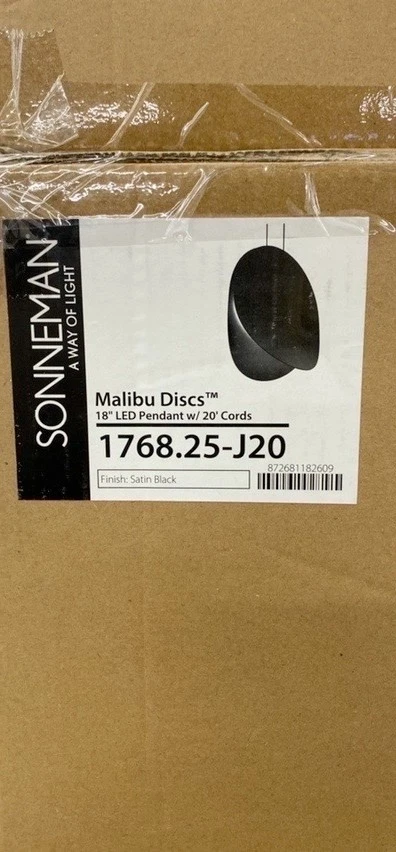 SONNEMAN
A WAY OF LIGHT
Malibu Discs™
18" LED Pendant w/ 20' Cords
1768.25-J20
Finish: Satin Black
872681182609